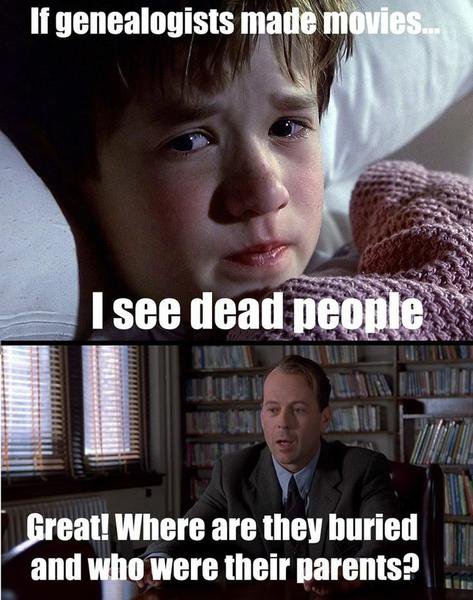 If genealogists made movies...
I see dead people
Great! Where are they buried
and who were their parents?